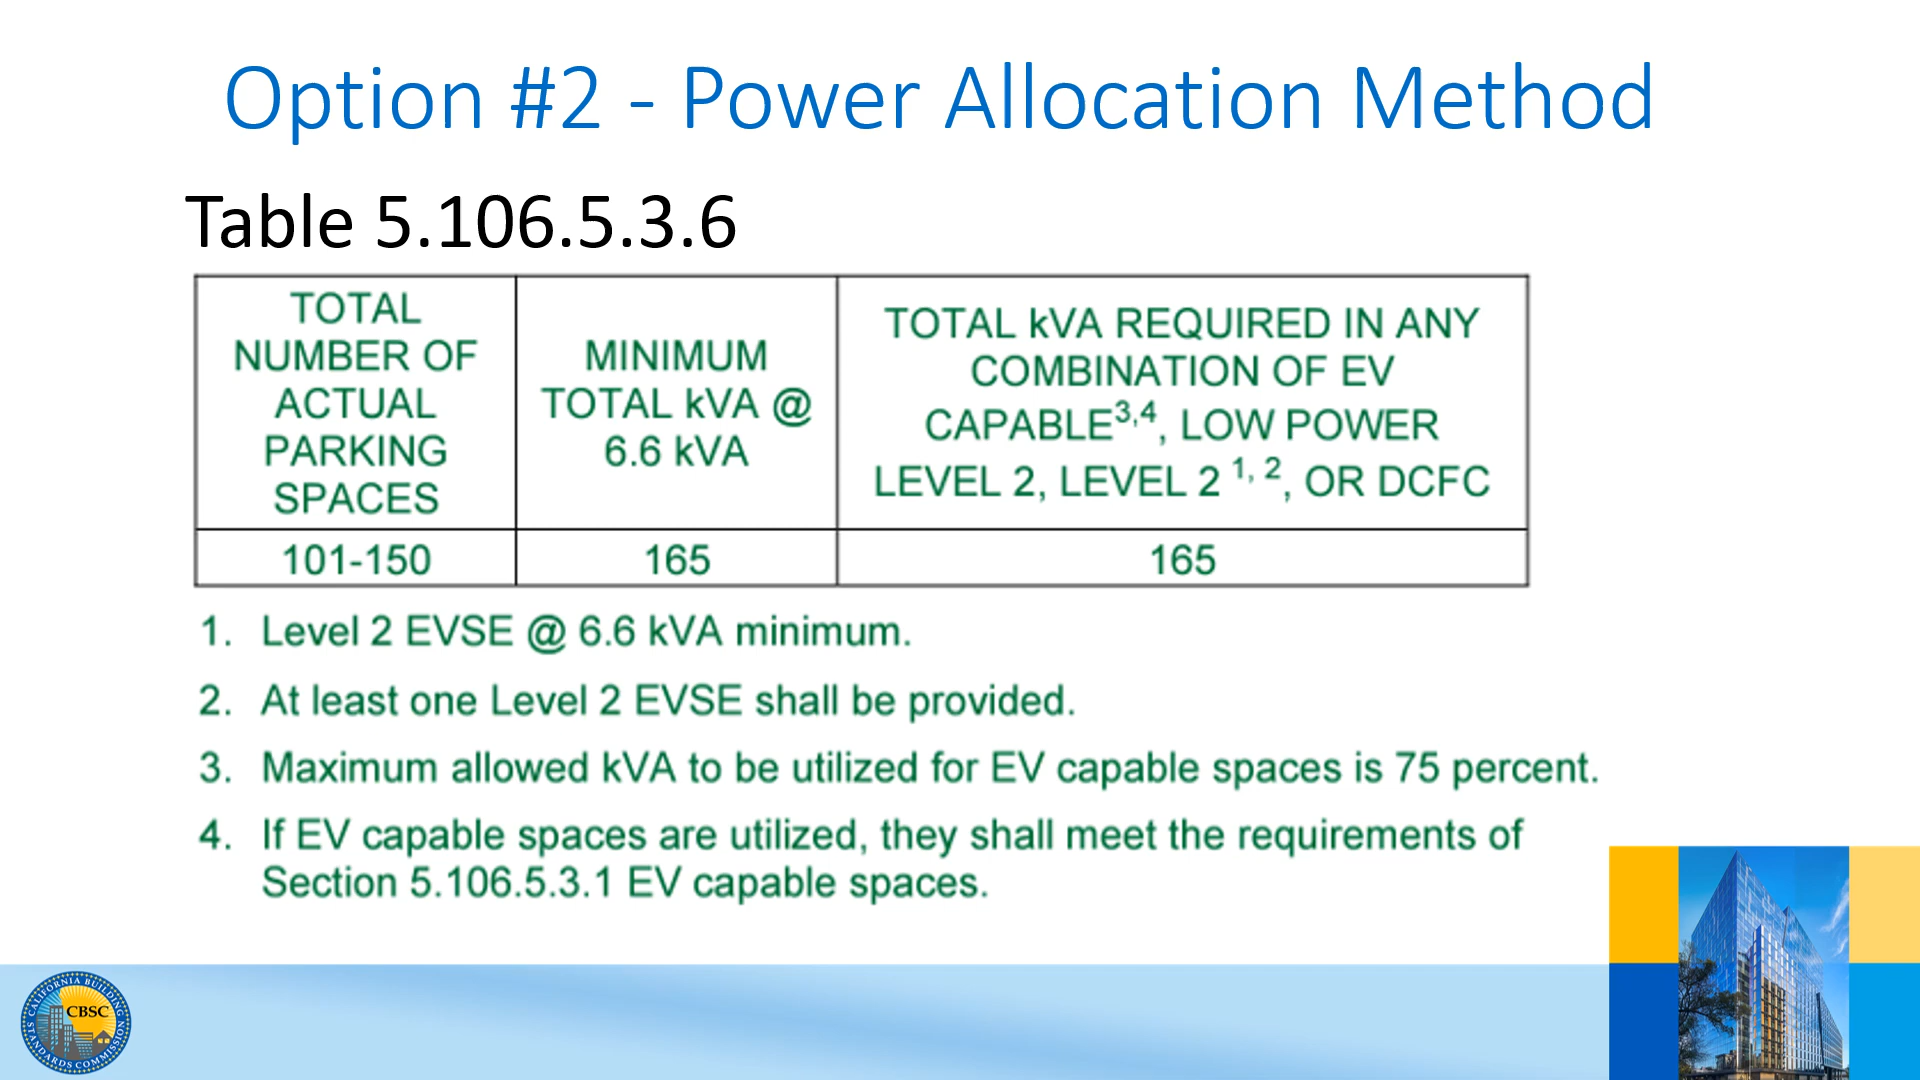 Option #2 - Power Allocation Method
Table 5.106.5.3.6
TOTAL
NUMBER OF
ACTUAL
PARKING
SPACES
MINIMUM
TOTAL kVA @
6.6 kVA
TOTAL kVA REQUIRED IN ANY
COMBINATION OF EV
CAPABLE3,4, LOW POWER
LEVEL 2, LEVEL 2 1, 2, OR DCFC
101-150
165
165
1. Level 2 EVSE @ 6.6 kVA minimum.
2. At least one Level 2 EVSE shall be provided.
3. Maximum allowed kVA to be utilized for EV capable spaces is 75 percent.
4. If EV capable spaces are utilized, they shall meet the requirements of
Section 5.106.5.3.1 EV capable spaces.
CALIFORNIA BUILDING
STANDARDS COMMISSION
CBSC